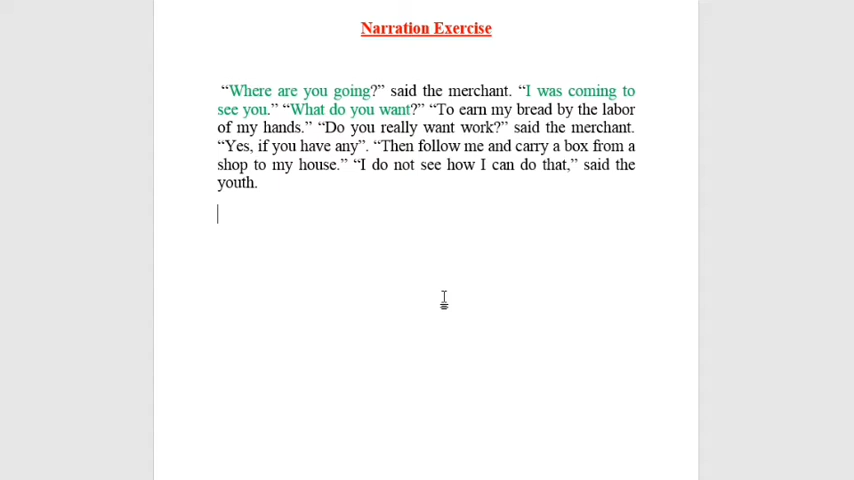 Narration Exercise
“Where are you going?” said the merchant. “I was coming to
see you.” “What do you want?” “To earn my bread by the labor
of my hands.” “Do you really want work?” said the merchant.
“Yes, if you have any”. “Then follow me and carry a box from a
shop to my house.” “I do not see how I can do that,” said the
youth.